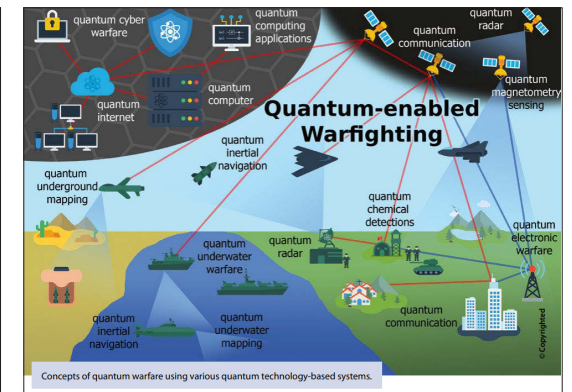 quantum cyber
warfare
quantum
computing
applications
quantum
communication
quantum
radar
quantum
internet
quantum
computer
quantum
magnetometry
sensing
Quantum-enabled
Warfighting
quantum
inertial
navigation
quantum
underground
mapping
quantum
chemical
detections
quantum
electronic
warfare
quantum
underwater
warfare
quantum
radar
quantum
inertial
navigation
quantum
underwater
mapping
quantum
communication
© Copyrighted
Concepts of quantum warfare using various quantum technology-based systems.